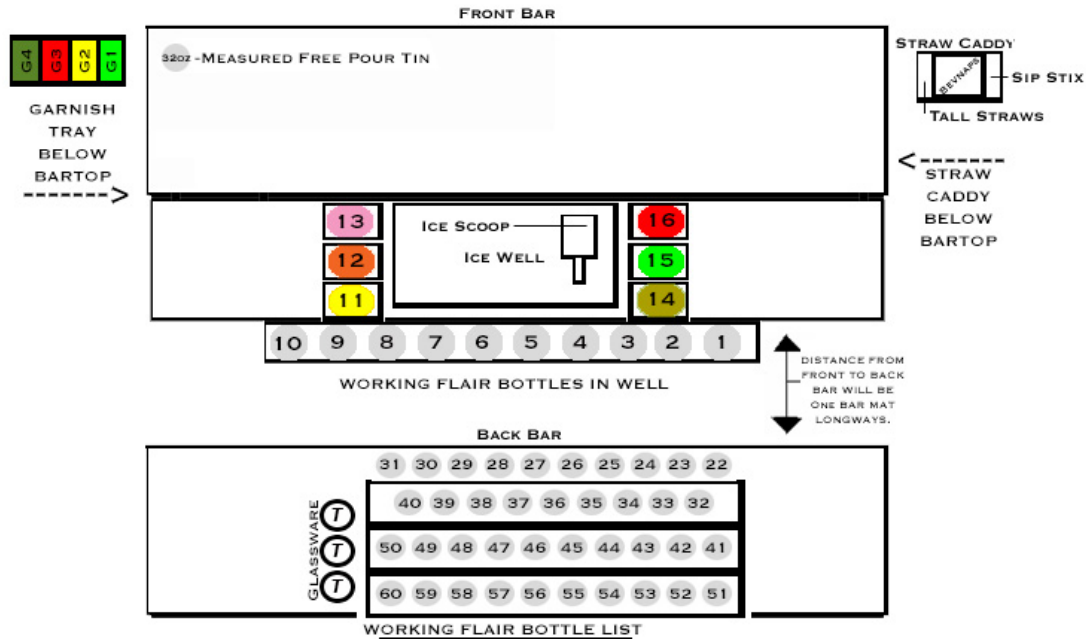 FRONT BAR
G4 G3 G2 G1
GARNISH
TRAY
BELOW
BARTOP
32OZ -MEASURED FREE POUR TIN
STRAW CADDY
BEVNAPS
SIP STIX
TALL STRAWS
STRAW
CADDY
BELOW
BARTOP
13
12
11
ICE SCOOP
ICE WELL
16
15
14
10 9 8 7 6 5 4 3 2 1
WORKING FLAIR BOTTLES IN WELL
DISTANCE FROM
FRONT TO BACK
BAR WILL BE
ONE BAR MAT
LONGWAYS.
BACK BAR
31 30 29 28 27 26 25 24 23 22
40 39 38 37 36 35 34 33 32
50 49 48 47 46 45 44 43 42 41
60 59 58 57 56 55 54 53 52 51
GLASSWARE
T
T
T
WORKING FLAIR BOTTLE LIST